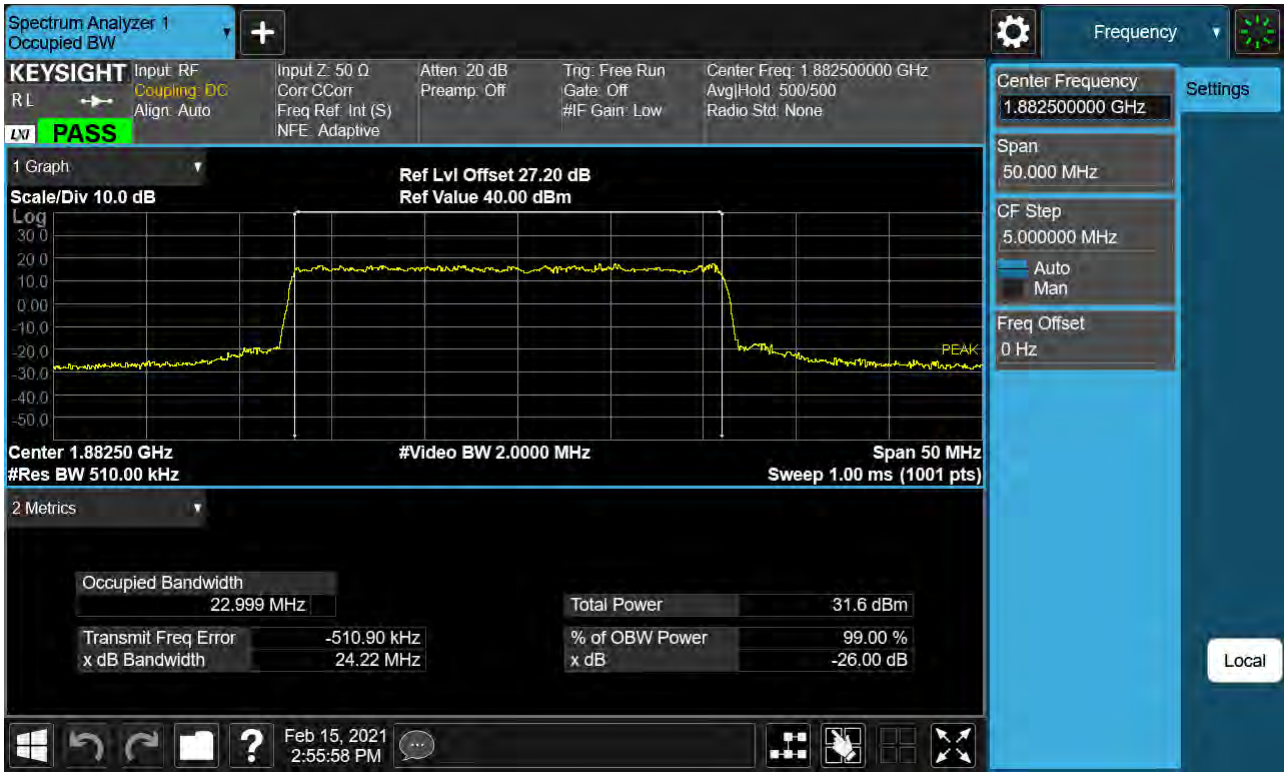 Spectrum Analyzer 1
Occupied BW
+
Frequency
KEYSIGHT
R L
LXI PASS
Input: RF
Coupling: DC
Align: Auto
Input Z: 50 Ω
Corr CCorr
Freq Ref: Int (S)
NFE: Adaptive
Atten: 20 dB
Preamp: Off
Trig: Free Run
Gate: Off
#IF Gain: Low
Center Freq: 1.882500000 GHz
Avg|Hold: 500/500
Radio Std: None
Center Frequency
1.882500000 GHz
Settings
Span
50.000 MHz
CF Step
5.000000 MHz
Auto
Man
Freq Offset
0 Hz
1 Graph
Scale/Div 10.0 dB
Ref Lvl Offset 27.20 dB
Ref Value 40.00 dBm
Log
30.0
20.0
10.0
0.00
-10.0
-20.0
-30.0
-40.0
-50.0
PEAK
Center 1.88250 GHz
#Video BW 2.0000 MHz
Span 50 MHz
#Res BW 510.00 kHz
Sweep 1.00 ms (1001 pts)
2 Metrics
Occupied Bandwidth
22.999 MHz
Total Power 31.6 dBm
Transmit Freq Error -510.90 kHz
% of OBW Power 99.00 %
x dB Bandwidth 24.22 MHz
x dB -26.00 dB
Local
?
Feb 15, 2021
2:55:58 PM